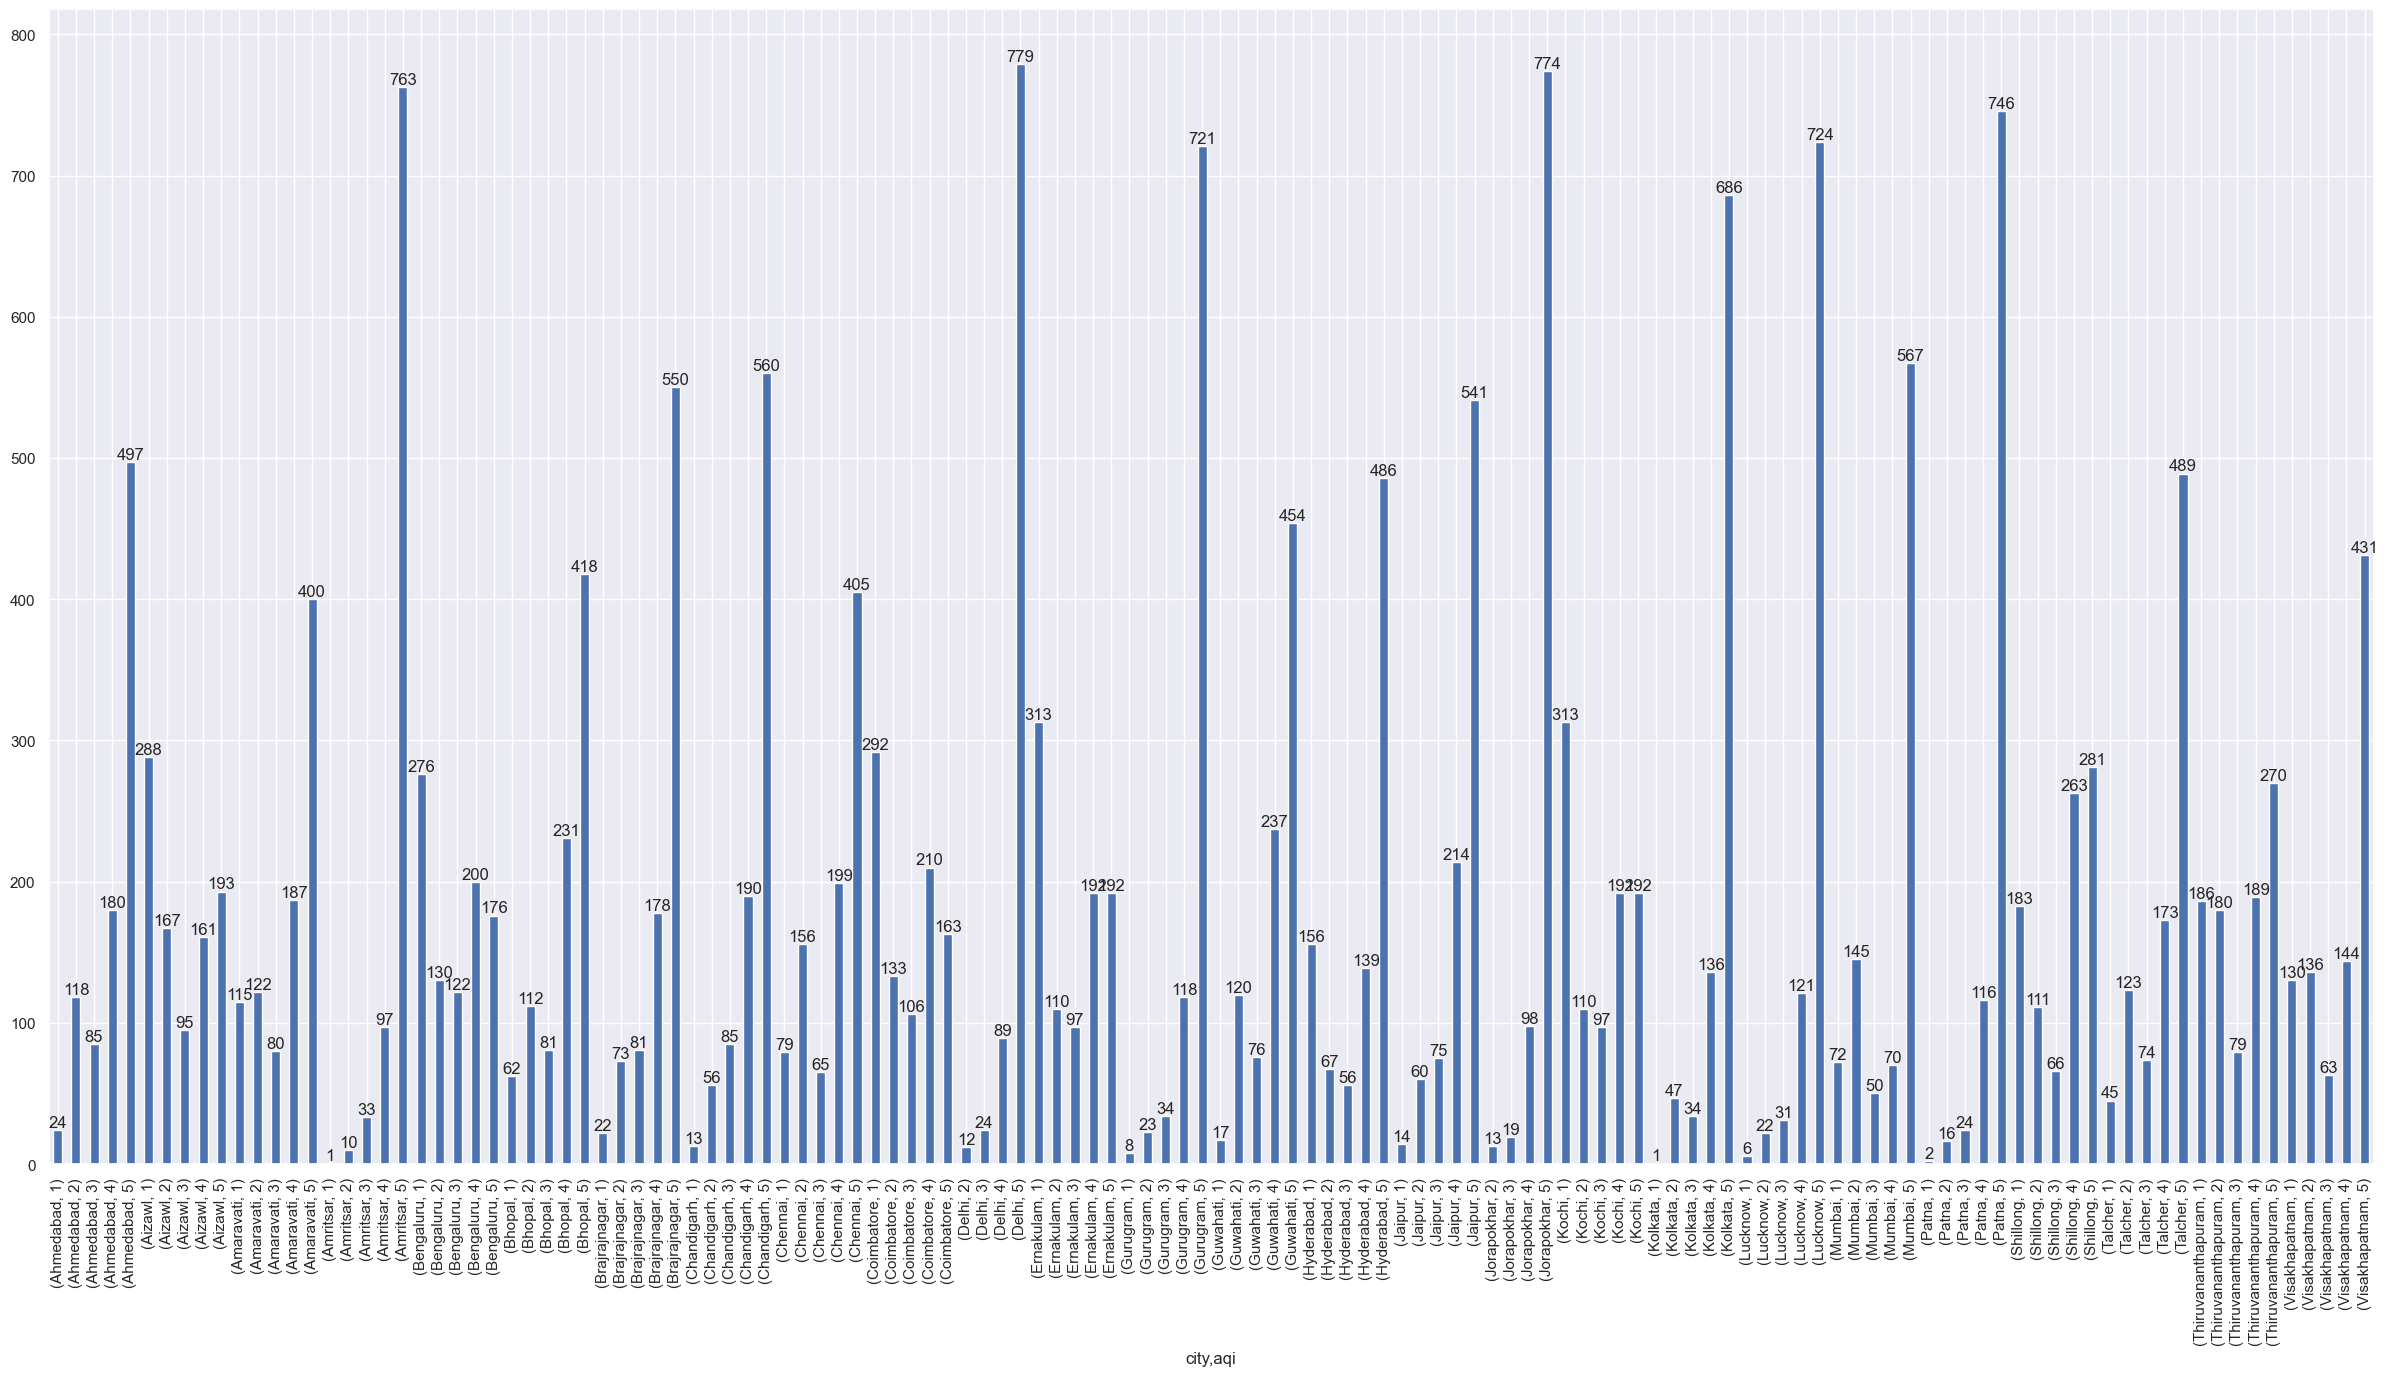 800
700
600
500
400
300
200
100
0
24
118
85
180
497
288
167
95
161
193
115
122
80
187
400
1
10
33
97
763
276
130
122
200
176
62
112
81
231
418
22
73
81
178
550
13
56
85
190
560
79
156
65
199
405
292
133
106
210
163
12
24
89
779
313
110
97
192
192
8
23
34
118
721
17
120
76
237
454
156
67
56
139
486
14
60
75
214
541
13
19
98
774
313
110
97
192
192
1
47
34
136
686
6
22
31
121
724
72
145
50
70
567
2
16
24
116
746
183
111
66
263
281
45
123
74
173
489
186
180
79
189
270
130
136
63
144
431
(Ahmedabad, 1)
(Ahmedabad, 2)
(Ahmedabad, 3)
(Ahmedabad, 4)
(Ahmedabad, 5)
(Aizawl, 1)
(Aizawl, 2)
(Aizawl, 3)
(Aizawl, 4)
(Aizawl, 5)
(Amaravati, 1)
(Amaravati, 2)
(Amaravati, 3)
(Amaravati, 4)
(Amaravati, 5)
(Amritsar, 1)
(Amritsar, 2)
(Amritsar, 3)
(Amritsar, 4)
(Amritsar, 5)
(Bengaluru, 1)
(Bengaluru, 2)
(Bengaluru, 3)
(Bengaluru, 4)
(Bengaluru, 5)
(Bhopal, 1)
(Bhopal, 2)
(Bhopal, 3)
(Bhopal, 4)
(Bhopal, 5)
(Brajrajnagar, 1)
(Brajrajnagar, 2)
(Brajrajnagar, 3)
(Brajrajnagar, 4)
(Brajrajnagar, 5)
(Chandigarh, 1)
(Chandigarh, 2)
(Chandigarh, 3)
(Chandigarh, 4)
(Chandigarh, 5)
(Chennai, 1)
(Chennai, 2)
(Chennai, 3)
(Chennai, 4)
(Chennai, 5)
(Coimbatore, 1)
(Coimbatore, 2)
(Coimbatore, 3)
(Coimbatore, 4)
(Coimbatore, 5)
(Delhi, 2)
(Delhi, 3)
(Delhi, 4)
(Delhi, 5)
(Ernakulam, 1)
(Ernakulam, 2)
(Ernakulam, 3)
(Ernakulam, 4)
(Ernakulam, 5)
(Gurugram, 1)
(Gurugram, 2)
(Gurugram, 3)
(Gurugram, 4)
(Gurugram, 5)
(Guwahati, 1)
(Guwahati, 2)
(Guwahati, 3)
(Guwahati, 4)
(Guwahati, 5)
(Hyderabad, 1)
(Hyderabad, 2)
(Hyderabad, 3)
(Hyderabad, 4)
(Hyderabad, 5)
(Jaipur, 1)
(Jaipur, 2)
(Jaipur, 3)
(Jaipur, 4)
(Jaipur, 5)
(Jorapokhar, 2)
(Jorapokhar, 3)
(Jorapokhar, 4)
(Jorapokhar, 5)
(Kochi, 1)
(Kochi, 2)
(Kochi, 3)
(Kochi, 4)
(Kochi, 5)
(Kolkata, 1)
(Kolkata, 2)
(Kolkata, 3)
(Kolkata, 4)
(Kolkata, 5)
(Lucknow, 1)
(Lucknow, 2)
(Lucknow, 3)
(Lucknow, 4)
(Lucknow, 5)
(Mumbai, 1)
(Mumbai, 2)
(Mumbai, 3)
(Mumbai, 4)
(Mumbai, 5)
(Patna, 1)
(Patna, 2)
(Patna, 3)
(Patna, 4)
(Patna, 5)
(Shillong, 1)
(Shillong, 2)
(Shillong, 3)
(Shillong, 4)
(Shillong, 5)
(Talcher, 1)
(Talcher, 2)
(Talcher, 3)
(Talcher, 4)
(Talcher, 5)
(Thiruvananthapuram, 1)
(Thiruvananthapuram, 2)
(Thiruvananthapuram, 3)
(Thiruvananthapuram, 4)
(Thiruvananthapuram, 5)
(Visakhapatnam, 1)
(Visakhapatnam, 2)
(Visakhapatnam, 3)
(Visakhapatnam, 4)
(Visakhapatnam, 5)
city,aqi